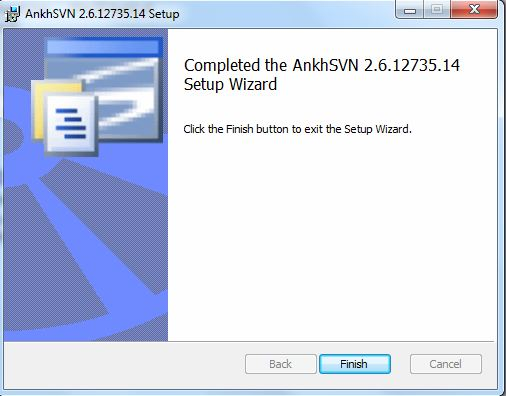 AnkhSVN 2.6.12735.14 Setup
Completed the AnkhSVN 2.6.12735.14
Setup Wizard
Click the Finish button to exit the Setup Wizard.
Back
Finish
Cancel